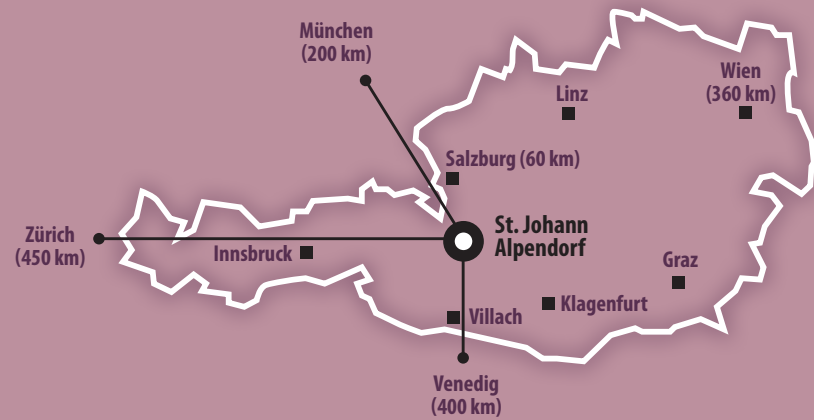 München
(200 km)
Wien
(360 km)
Linz
Salzburg (60 km)
St. Johann
Alpendorf
Zürich
(450 km)
Innsbruck
Graz
Klagenfurt
Villach
Venedig
(400 km)